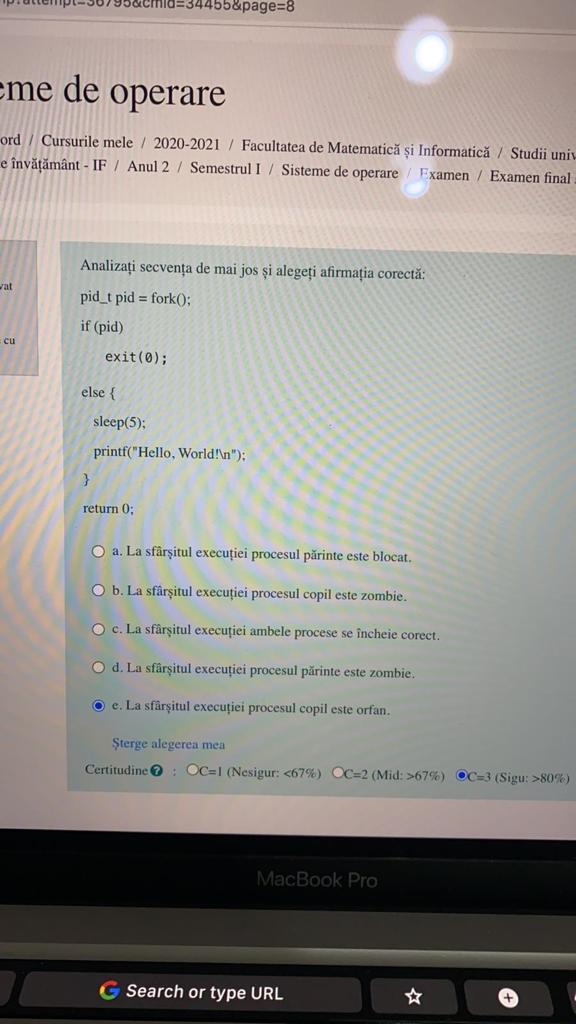 &cmid=34455&page=8
eme de operare
ord / Cursurile mele / 2020-2021 / Facultatea de Matematică și Informatică / Studii univ
e învățământ - IF / Anul 2 / Semestrul I / Sisteme de operare / Examen / Examen final
vat
cu
Analizați secvența de mai jos și alegeți afirmația corectă:
pid_t pid = fork();
if (pid)
exit(0);
else {
sleep(5);
printf("Hello, World!\n");
}
return 0;
a. La sfârșitul execuției procesul părinte este blocat.
b. La sfârșitul execuției procesul copil este zombie.
c. La sfârșitul execuției ambele procese se încheie corect.
d. La sfârșitul execuției procesul părinte este zombie.
e. La sfârșitul execuției procesul copil este orfan.
Șterge alegerea mea
Certitudine ? : C=1 (Nesigur: <67%) C=2 (Mid: >67%) C=3 (Sigu: >80%)
MacBook Pro
G Search or type URL